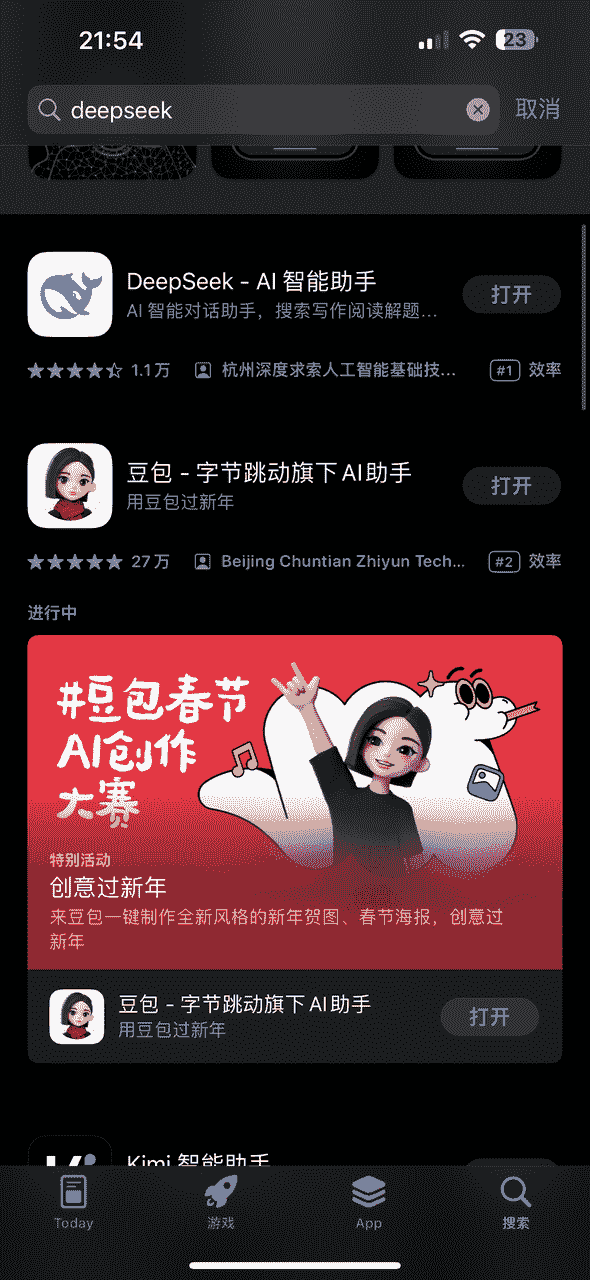 21:54
23
deepseek
取消
DeepSeek - AI 智能助手
AI 智能对话助手，搜索写作阅读解题...
打开
1.1万
杭州深度求索人工智能基础技...
#1 效率
豆包 - 字节跳动旗下 AI 助手
用豆包过新年
打开
27万
Beijing Chuntian Zhiyun Tech...
#2 效率
进行中
#豆包春节
AI创作
大赛
特别活动
创意过新年
来豆包一键制作全新风格的新年贺图、春节海报，创意过
新年
豆包 - 字节跳动旗下 AI 助手
用豆包过新年
打开
Kimi 智能助手
Today
游戏
App
搜索